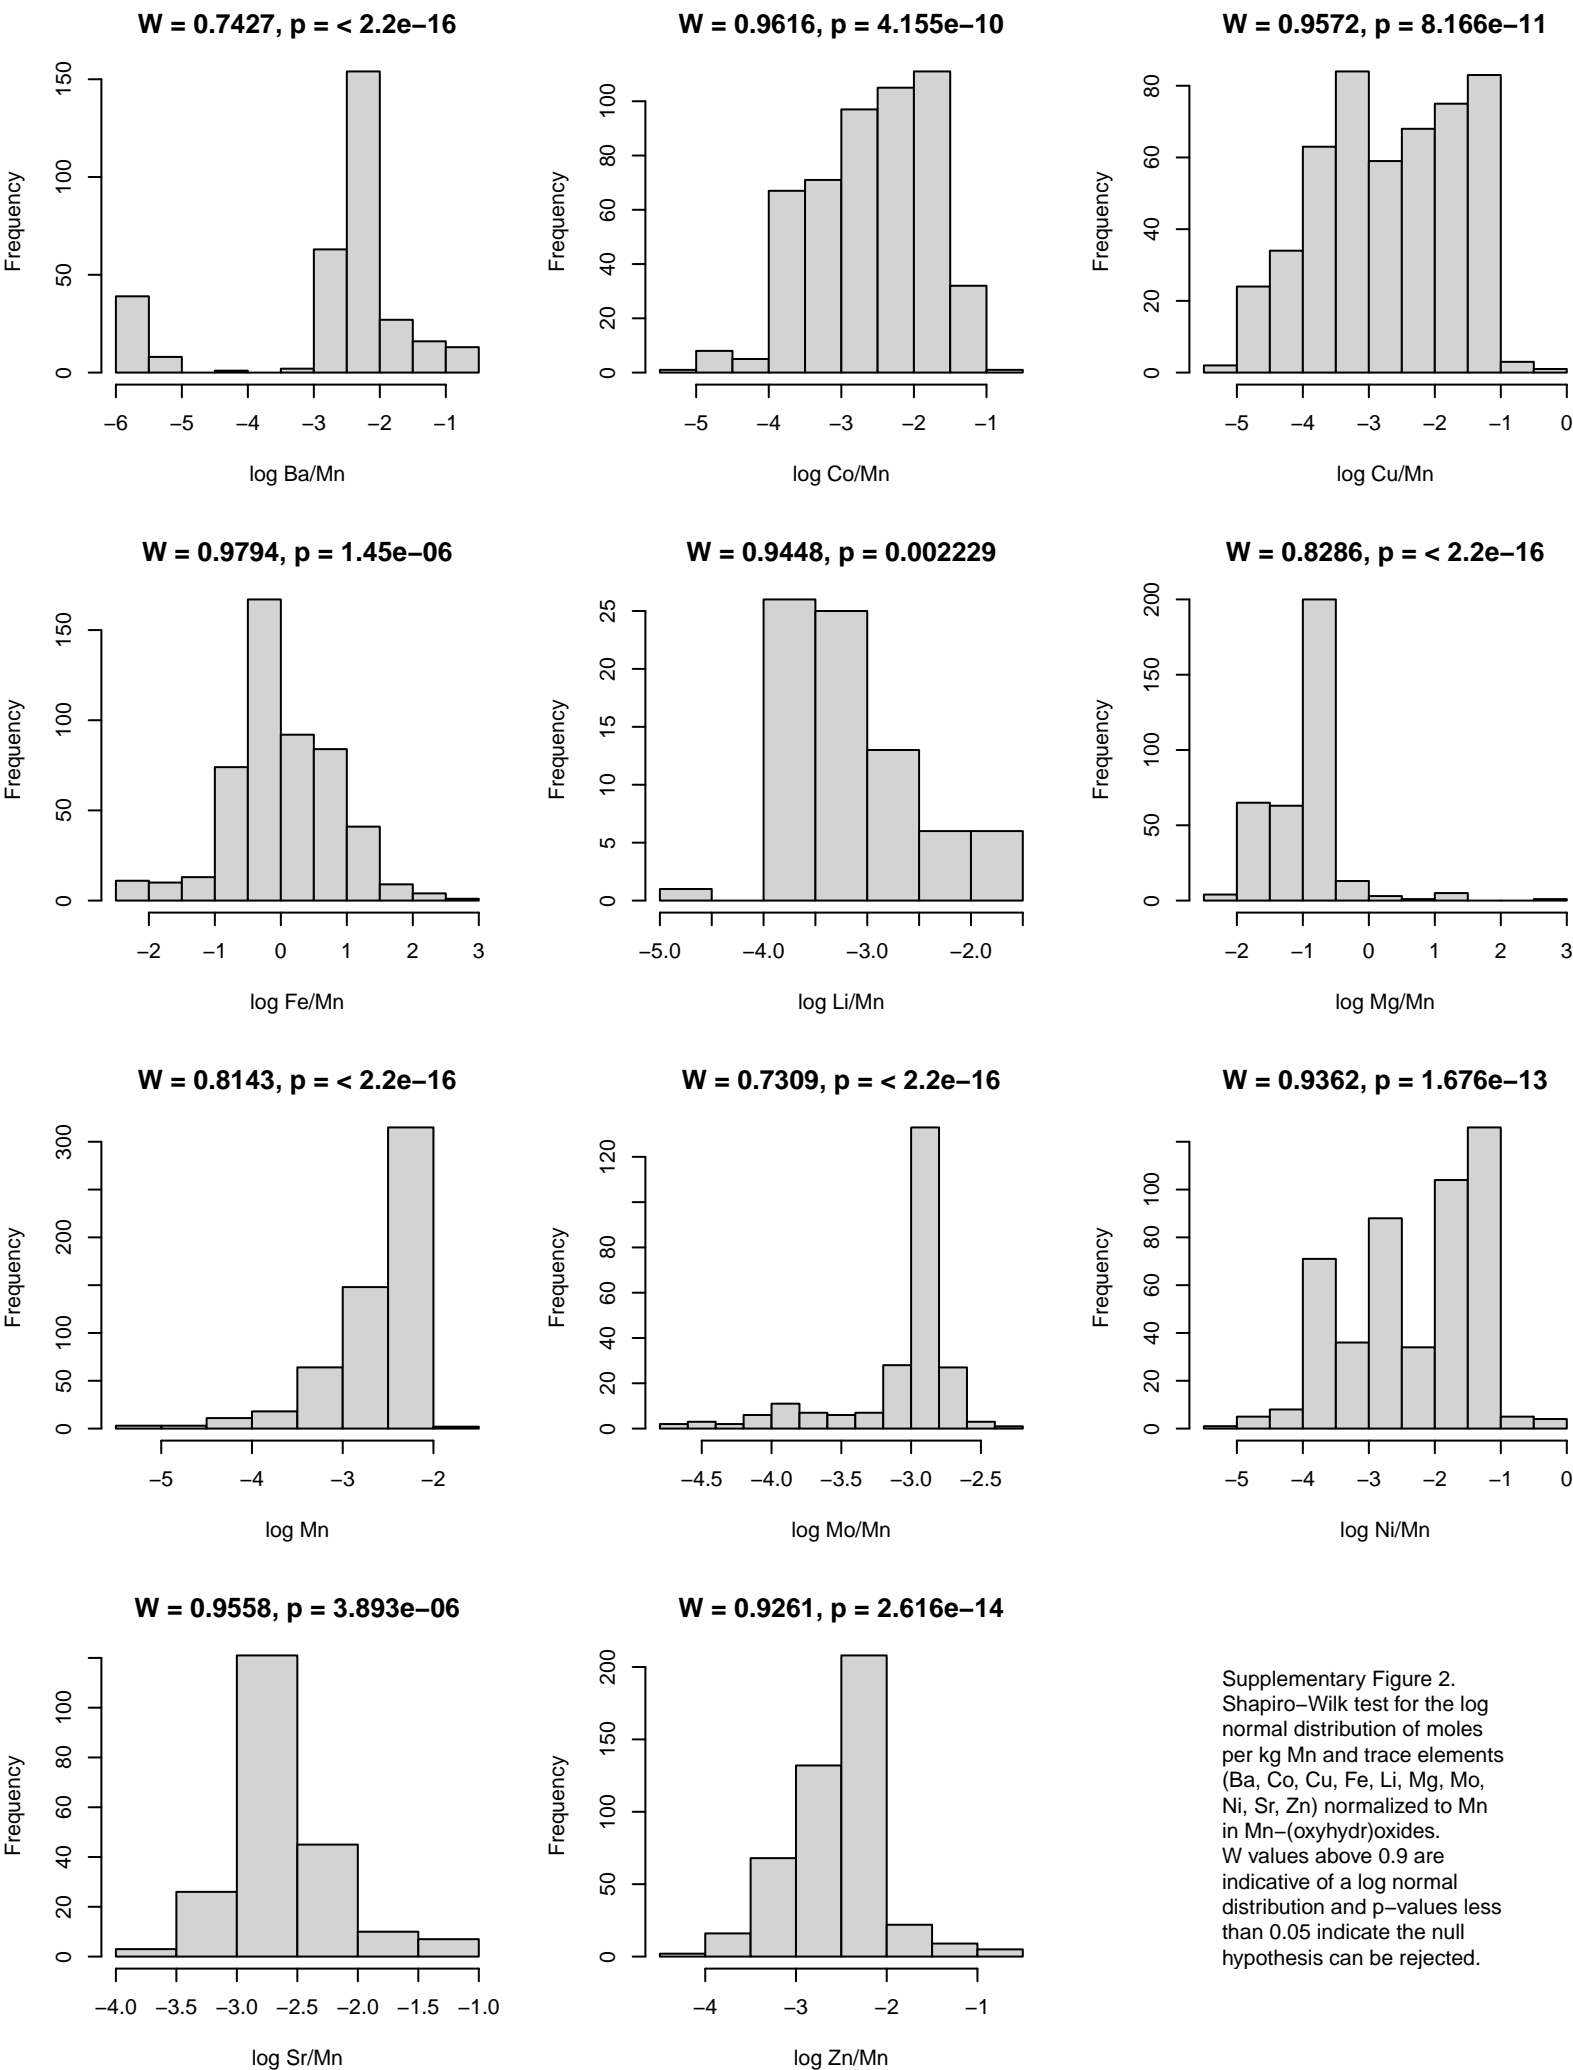 W = 0.7427, p = < 2.2e−16
Frequency
0 50 100 150
−6 −5 −4 −3 −2 −1
log Ba/Mn
W = 0.9616, p = 4.155e−10
Frequency
0 20 40 60 80 100
−5 −4 −3 −2 −1
log Co/Mn
W = 0.9572, p = 8.166e−11
Frequency
0 20 40 60 80
−5 −4 −3 −2 −1 0
log Cu/Mn
W = 0.9794, p = 1.45e−06
Frequency
0 50 100 150
−2 −1 0 1 2 3
log Fe/Mn
W = 0.9448, p = 0.002229
Frequency
0 5 10 15 20 25
−5.0 −4.0 −3.0 −2.0
log Li/Mn
W = 0.8286, p = < 2.2e−16
Frequency
0 50 100 150 200
−2 −1 0 1 2 3
log Mg/Mn
W = 0.8143, p = < 2.2e−16
Frequency
0 50 100 200 300
−5 −4 −3 −2
log Mn
W = 0.7309, p = < 2.2e−16
Frequency
0 20 40 60 80 120
−4.5 −4.0 −3.5 −3.0 −2.5
log Mo/Mn
W = 0.9362, p = 1.676e−13
Frequency
0 20 40 60 80 100
−5 −4 −3 −2 −1 0
log Ni/Mn
W = 0.9558, p = 3.893e−06
Frequency
0 20 40 60 80 100
−4.0 −3.5 −3.0 −2.5 −2.0 −1.5 −1.0
log Sr/Mn
W = 0.9261, p = 2.616e−14
Frequency
0 50 100 150 200
−4 −3 −2 −1
log Zn/Mn
Supplementary Figure 2.
Shapiro−Wilk test for the log
normal distribution of moles
per kg Mn and trace elements
(Ba, Co, Cu, Fe, Li, Mg, Mo,
Ni, Sr, Zn) normalized to Mn
in Mn−(oxyhydr)oxides.
W values above 0.9 are
indicative of a log normal
distribution and p−values less
than 0.05 indicate the null
hypothesis can be rejected.